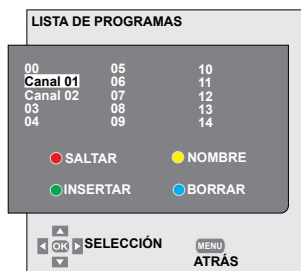 LISTA DE PROGRAMAS
00 05 10
Canal 01 06 11
Canal 02 07 12
03 08 13
04 09 14
SALTAR NOMBRE
INSERTAR BORRAR
OK SELECCIÓN MENU
ATRÁS